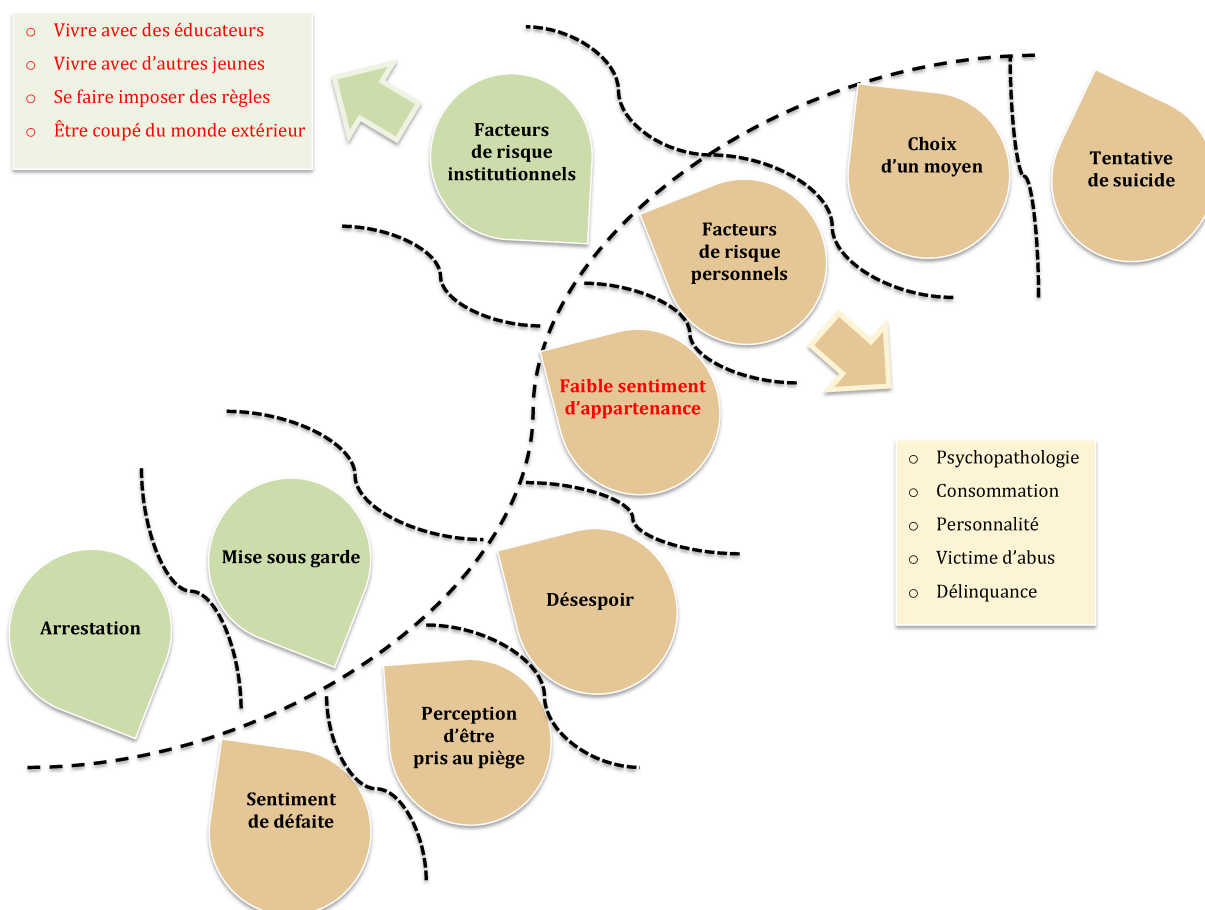 Vivre avec des éducateurs
Vivre avec d'autres jeunes
Se faire imposer des règles
Être coupé du monde extérieur
Facteurs
de risque
institutionnels
Choix
d'un moyen
Tentative
de suicide
Facteurs
de risque
personnels
Faible sentiment
d'appartenance
Psychopathologie
Consommation
Personnalité
Victime d'abus
Délinquance
Mise sous garde
Arrestation
Désespoir
Perception
d'être
pris au piège
Sentiment
de défaite